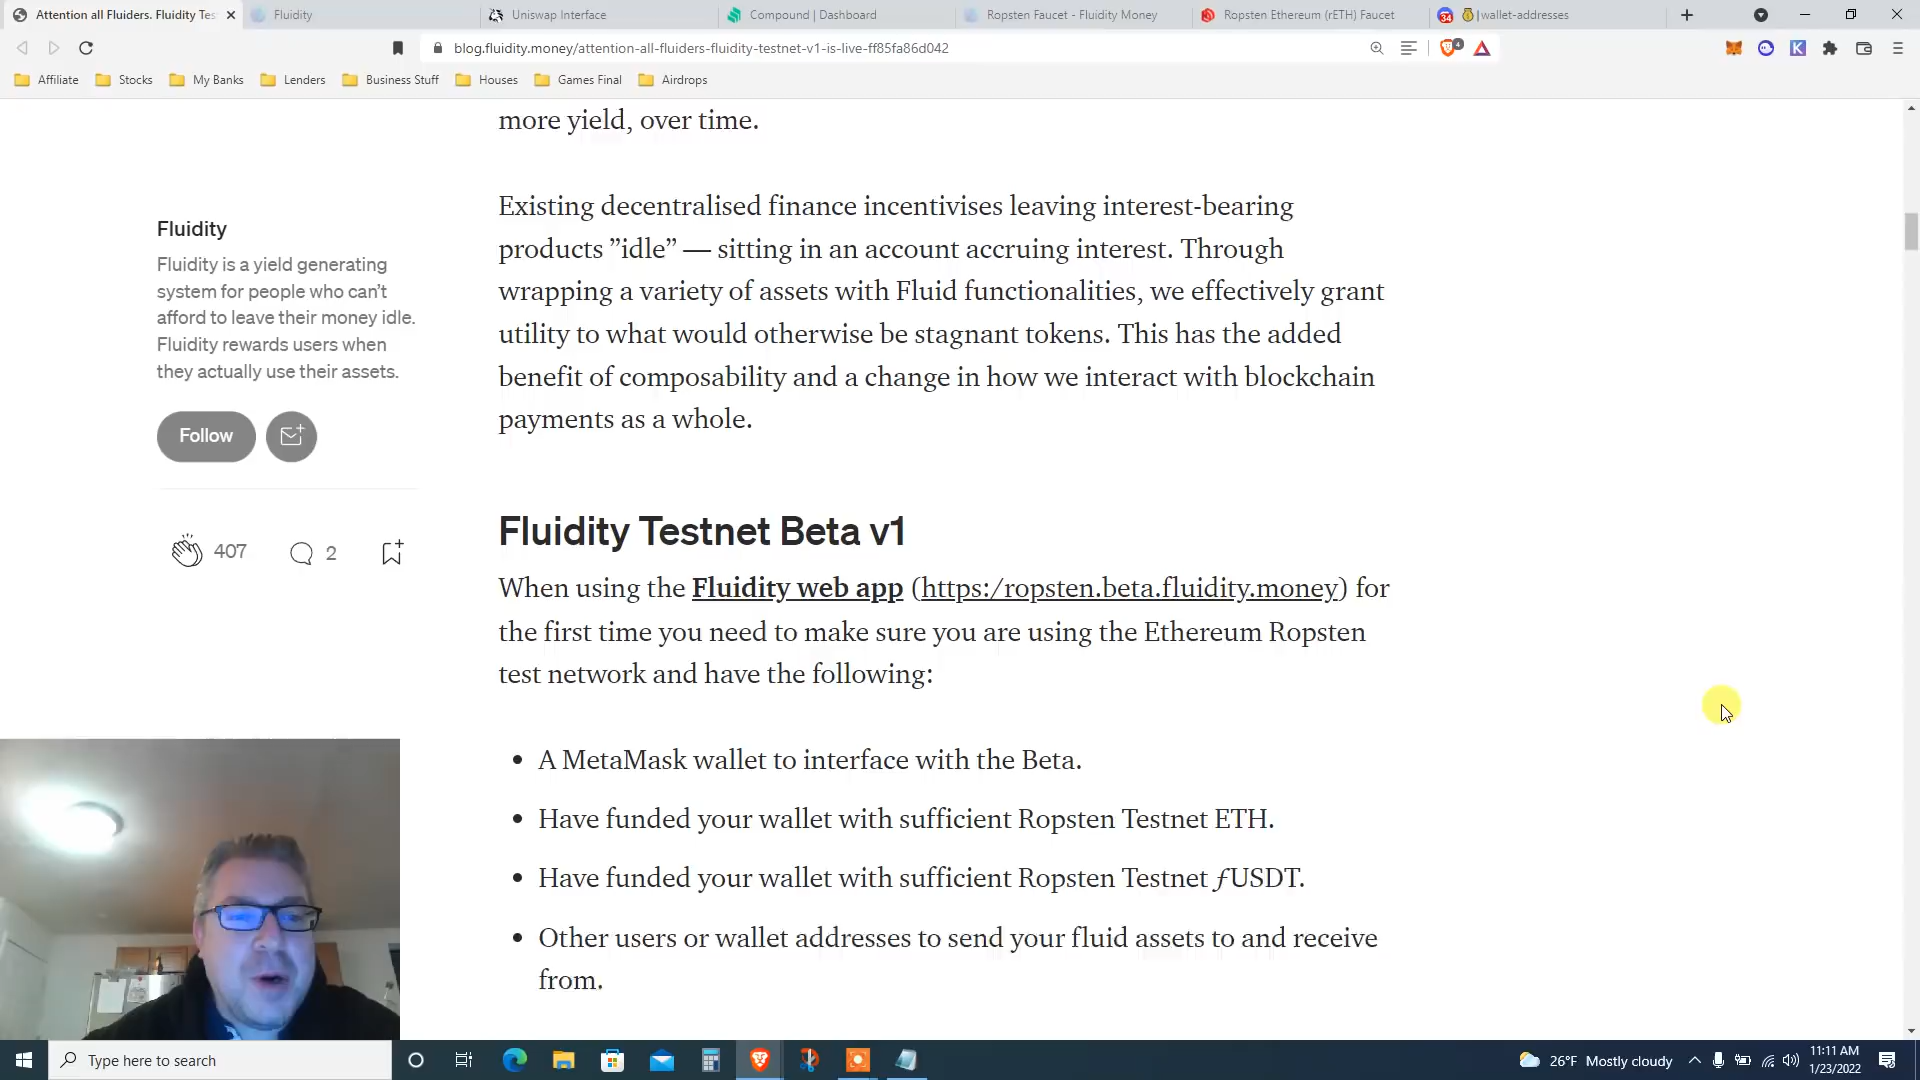 Attention all Fluiders. Fluidity Tes
Fluidity
Uniswap Interface
Compound | Dashboard
Ropsten Faucet - Fluidity Money
Ropsten Ethereum (rETH) Faucet
34
|wallet-addresses
blog.fluidity.money/attention-all-fluiders-fluidity-testnet-v1-is-live-ff85fa86d042
4
K
Affiliate
Stocks
My Banks
Lenders
Business Stuff
Houses
Games Final
Airdrops
more yield, over time.
Existing decentralised finance incentivises leaving interest-bearing
products ”idle” — sitting in an account accruing interest. Through
wrapping a variety of assets with Fluid functionalities, we effectively grant
utility to what would otherwise be stagnant tokens. This has the added
benefit of composability and a change in how we interact with blockchain
payments as a whole.
Fluidity
Fluidity is a yield generating
system for people who can’t
afford to leave their money idle.
Fluidity rewards users when
they actually use their assets.
Follow
407
2
Fluidity Testnet Beta v1
When using the Fluidity web app (https:/ropsten.beta.fluidity.money) for
the first time you need to make sure you are using the Ethereum Ropsten
test network and have the following:
• A MetaMask wallet to interface with the Beta.
• Have funded your wallet with sufficient Ropsten Testnet ETH.
• Have funded your wallet with sufficient Ropsten Testnet ƒUSDT.
• Other users or wallet addresses to send your fluid assets to and receive
from.
Type here to search
26°F Mostly cloudy
11:11 AM
1/23/2022